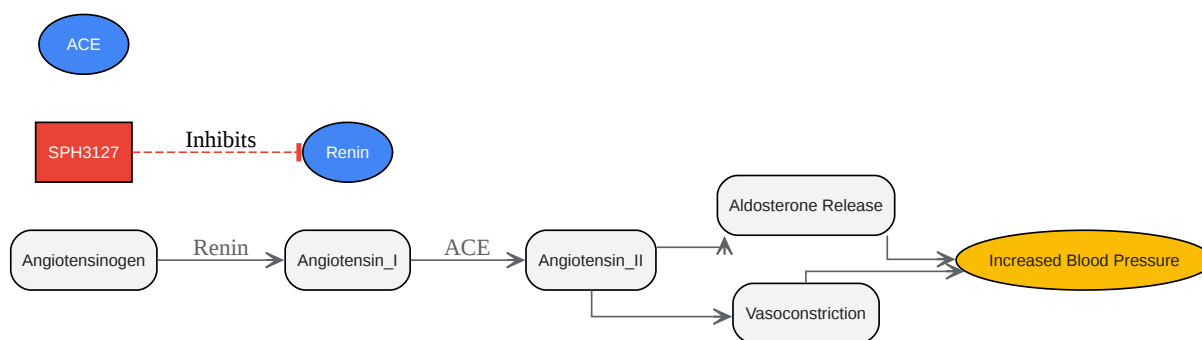 ACE
SPH3127
Inhibits
Renin
Angiotensinogen
Renin
Angiotensin_I
ACE
Angiotensin_II
Aldosterone Release
Vasoconstriction
Increased Blood Pressure